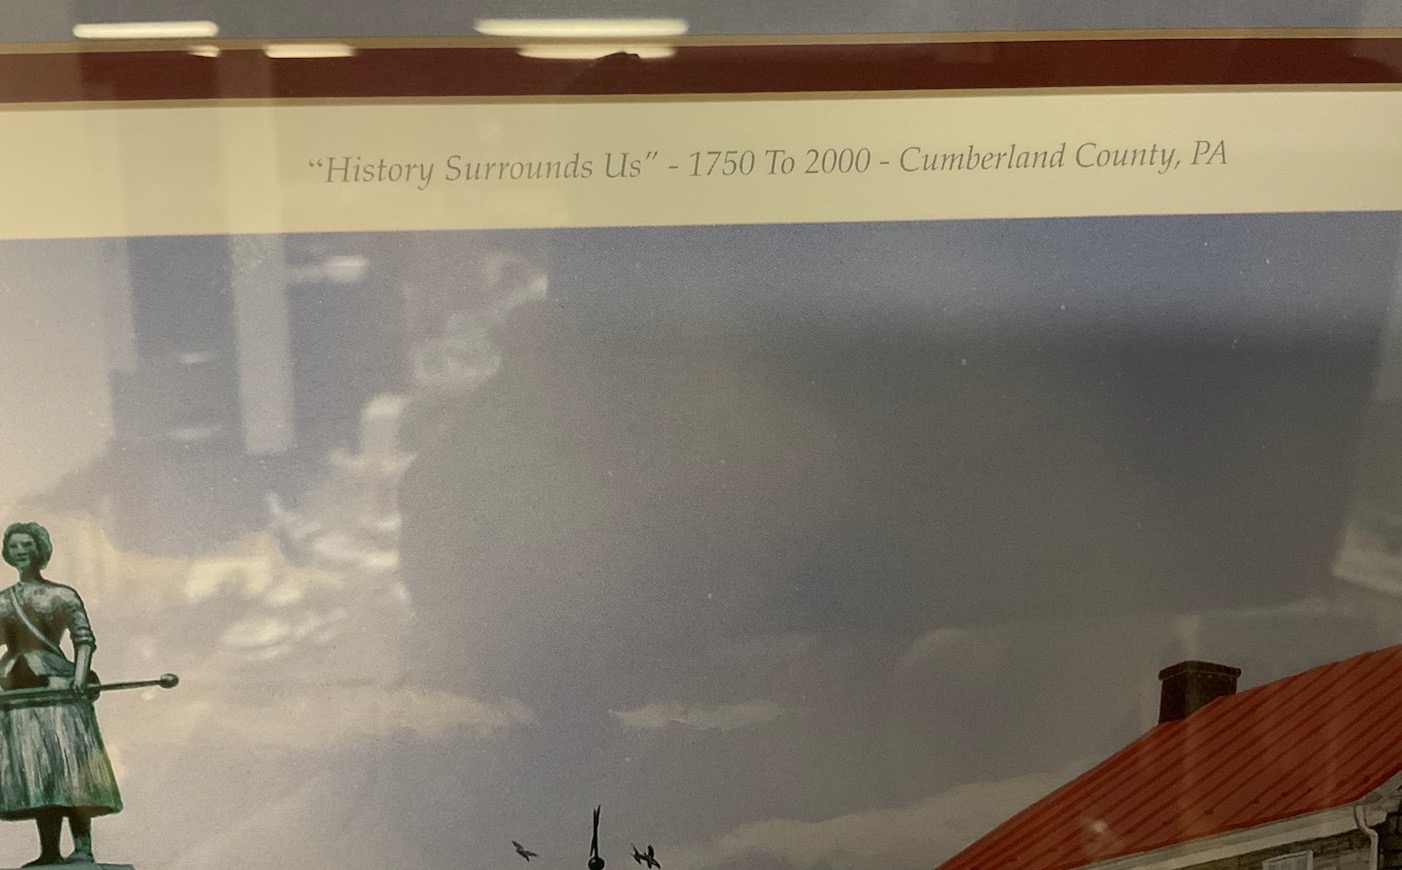 “History Surrounds Us” - 1750 To 2000 - Cumberland County, PA